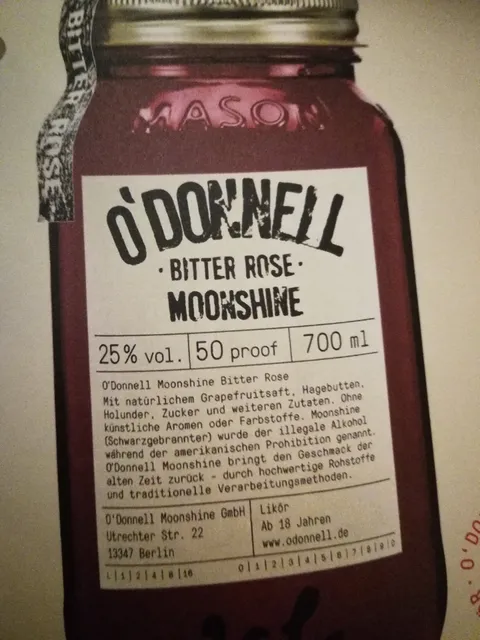 BITTER ROSE
MASON
O'DONNELL
· BITTER ROSE ·
MOONSHINE
25% vol. 50 proof 700 ml
O'Donnell Moonshine Bitter Rose
Mit natürlichem Grapefruitsaft, Hagebutten,
Holunder, Zucker und weiteren Zutaten. Ohne
künstliche Aromen oder Farbstoffe. Moonshine
(Schwarzgebrannter) wurde der illegale Alkohol
während der amerikanischen Prohibition genannt.
O'Donnell Moonshine bringt den Geschmack der
alten Zeit zurück - durch hochwertige Rohstoffe
und traditionelle Verarbeitungsmethoden.
O'Donnell Moonshine GmbH
Utrechter Str. 22
13347 Berlin
Likör
Ab 18 Jahren
www.odonnell.de
|1|2|4|8|16
0|1|2|3|4|5|6|7|8|9|0
O'DO